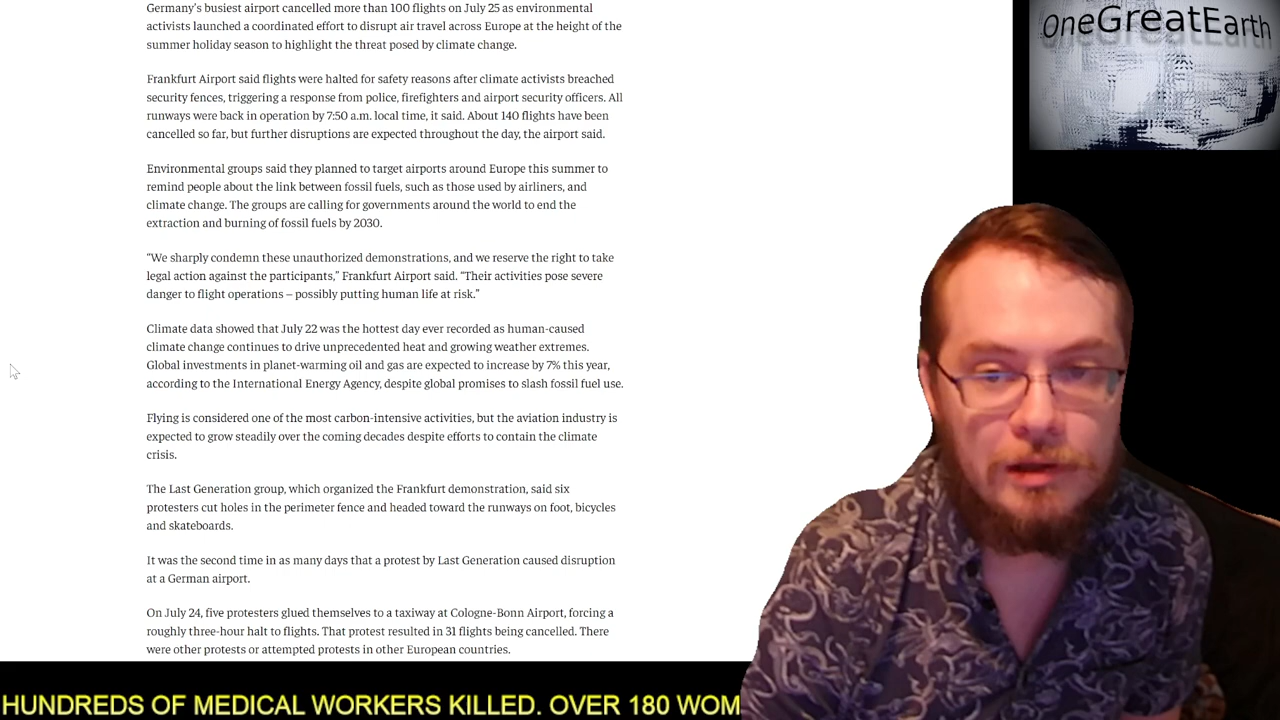 Germany’s busiest airport cancelled more than 100 flights on July 25 as environmental
activists launched a coordinated effort to disrupt air travel across Europe at the height of the
summer holiday season to highlight the threat posed by climate change.
Frankfurt Airport said flights were halted for safety reasons after climate activists breached
security fences, triggering a response from police, firefighters and airport security officers. All
runways were back in operation by 7:50 a.m. local time, it said. About 140 flights have been
cancelled so far, but further disruptions are expected throughout the day, the airport said.
Environmental groups said they planned to target airports around Europe this summer to
remind people about the link between fossil fuels, such as those used by airliners, and
climate change. The groups are calling for governments around the world to end the
extraction and burning of fossil fuels by 2030.
“We sharply condemn these unauthorized demonstrations, and we reserve the right to take
legal action against the participants,” Frankfurt Airport said. “Their activities pose severe
danger to flight operations – possibly putting human life at risk.”
Climate data showed that July 22 was the hottest day ever recorded as human-caused
climate change continues to drive unprecedented heat and growing weather extremes.
Global investments in planet-warming oil and gas are expected to increase by 7% this year,
according to the International Energy Agency, despite global promises to slash fossil fuel use.
Flying is considered one of the most carbon-intensive activities, but the aviation industry is
expected to grow steadily over the coming decades despite efforts to contain the climate
crisis.
The Last Generation group, which organized the Frankfurt demonstration, said six
protesters cut holes in the perimeter fence and headed toward the runways on foot, bicycles
and skateboards.
It was the second time in as many days that a protest by Last Generation caused disruption
at a German airport.
On July 24, five protesters glued themselves to a taxiway at Cologne-Bonn Airport, forcing a
roughly three-hour halt to flights. That protest resulted in 31 flights being cancelled. There
were other protests or attempted protests in other European countries.
OneGreatEarth
HUNDREDS OF MEDICAL WORKERS KILLED. OVER 180 WOM